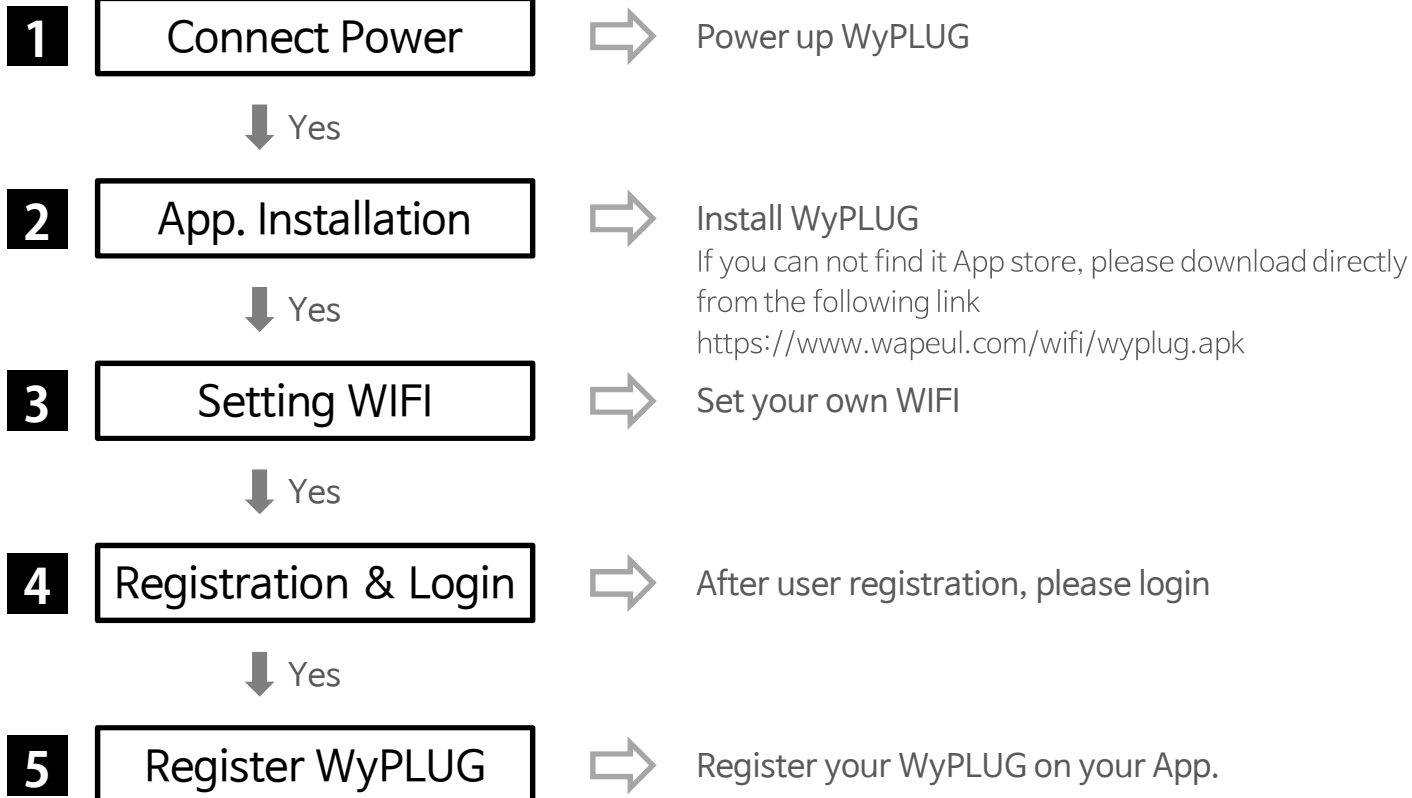 1 Connect Power Power up WyPLUG
Yes
2 App. Installation Install WyPLUG
If you can not find it App store, please download directly
from the following link
Yes
https://www.wapeul.com/wifi/wyplug.apk
3 Setting WIFI Set your own WIFI
Yes
4 Registration & Login After user registration, please login
Yes
5 Register WyPLUG Register your WyPLUG on your App.